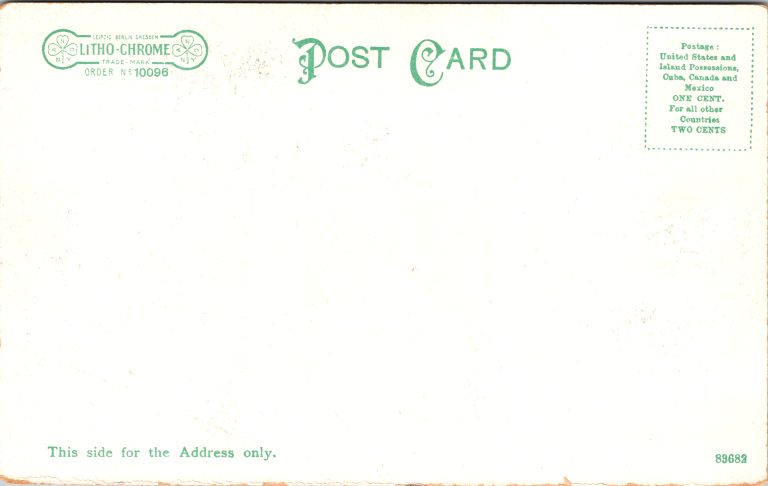 LEIPZIG BERLIN DRESDEN
LITHO-CHROME
TRADE-MARK
ORDER No 10096
POST CARD
Postage:
United States and
Island Possessions,
Cuba, Canada and
Mexico
ONE CENT.
For all other
Countries
TWO CENTS
This side for the Address only.